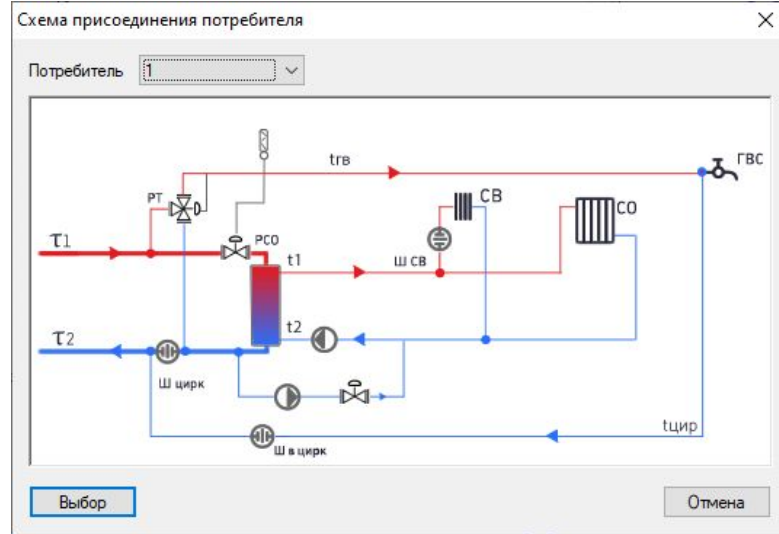 Схема присоединения потребителя
Потребитель 1
tгв
ГВС
РТ
СВ
СО
τ1
РСО
t1
Ш СВ
τ2
t2
Ш цирк
tцир
Ш в цирк
Выбор
Отмена